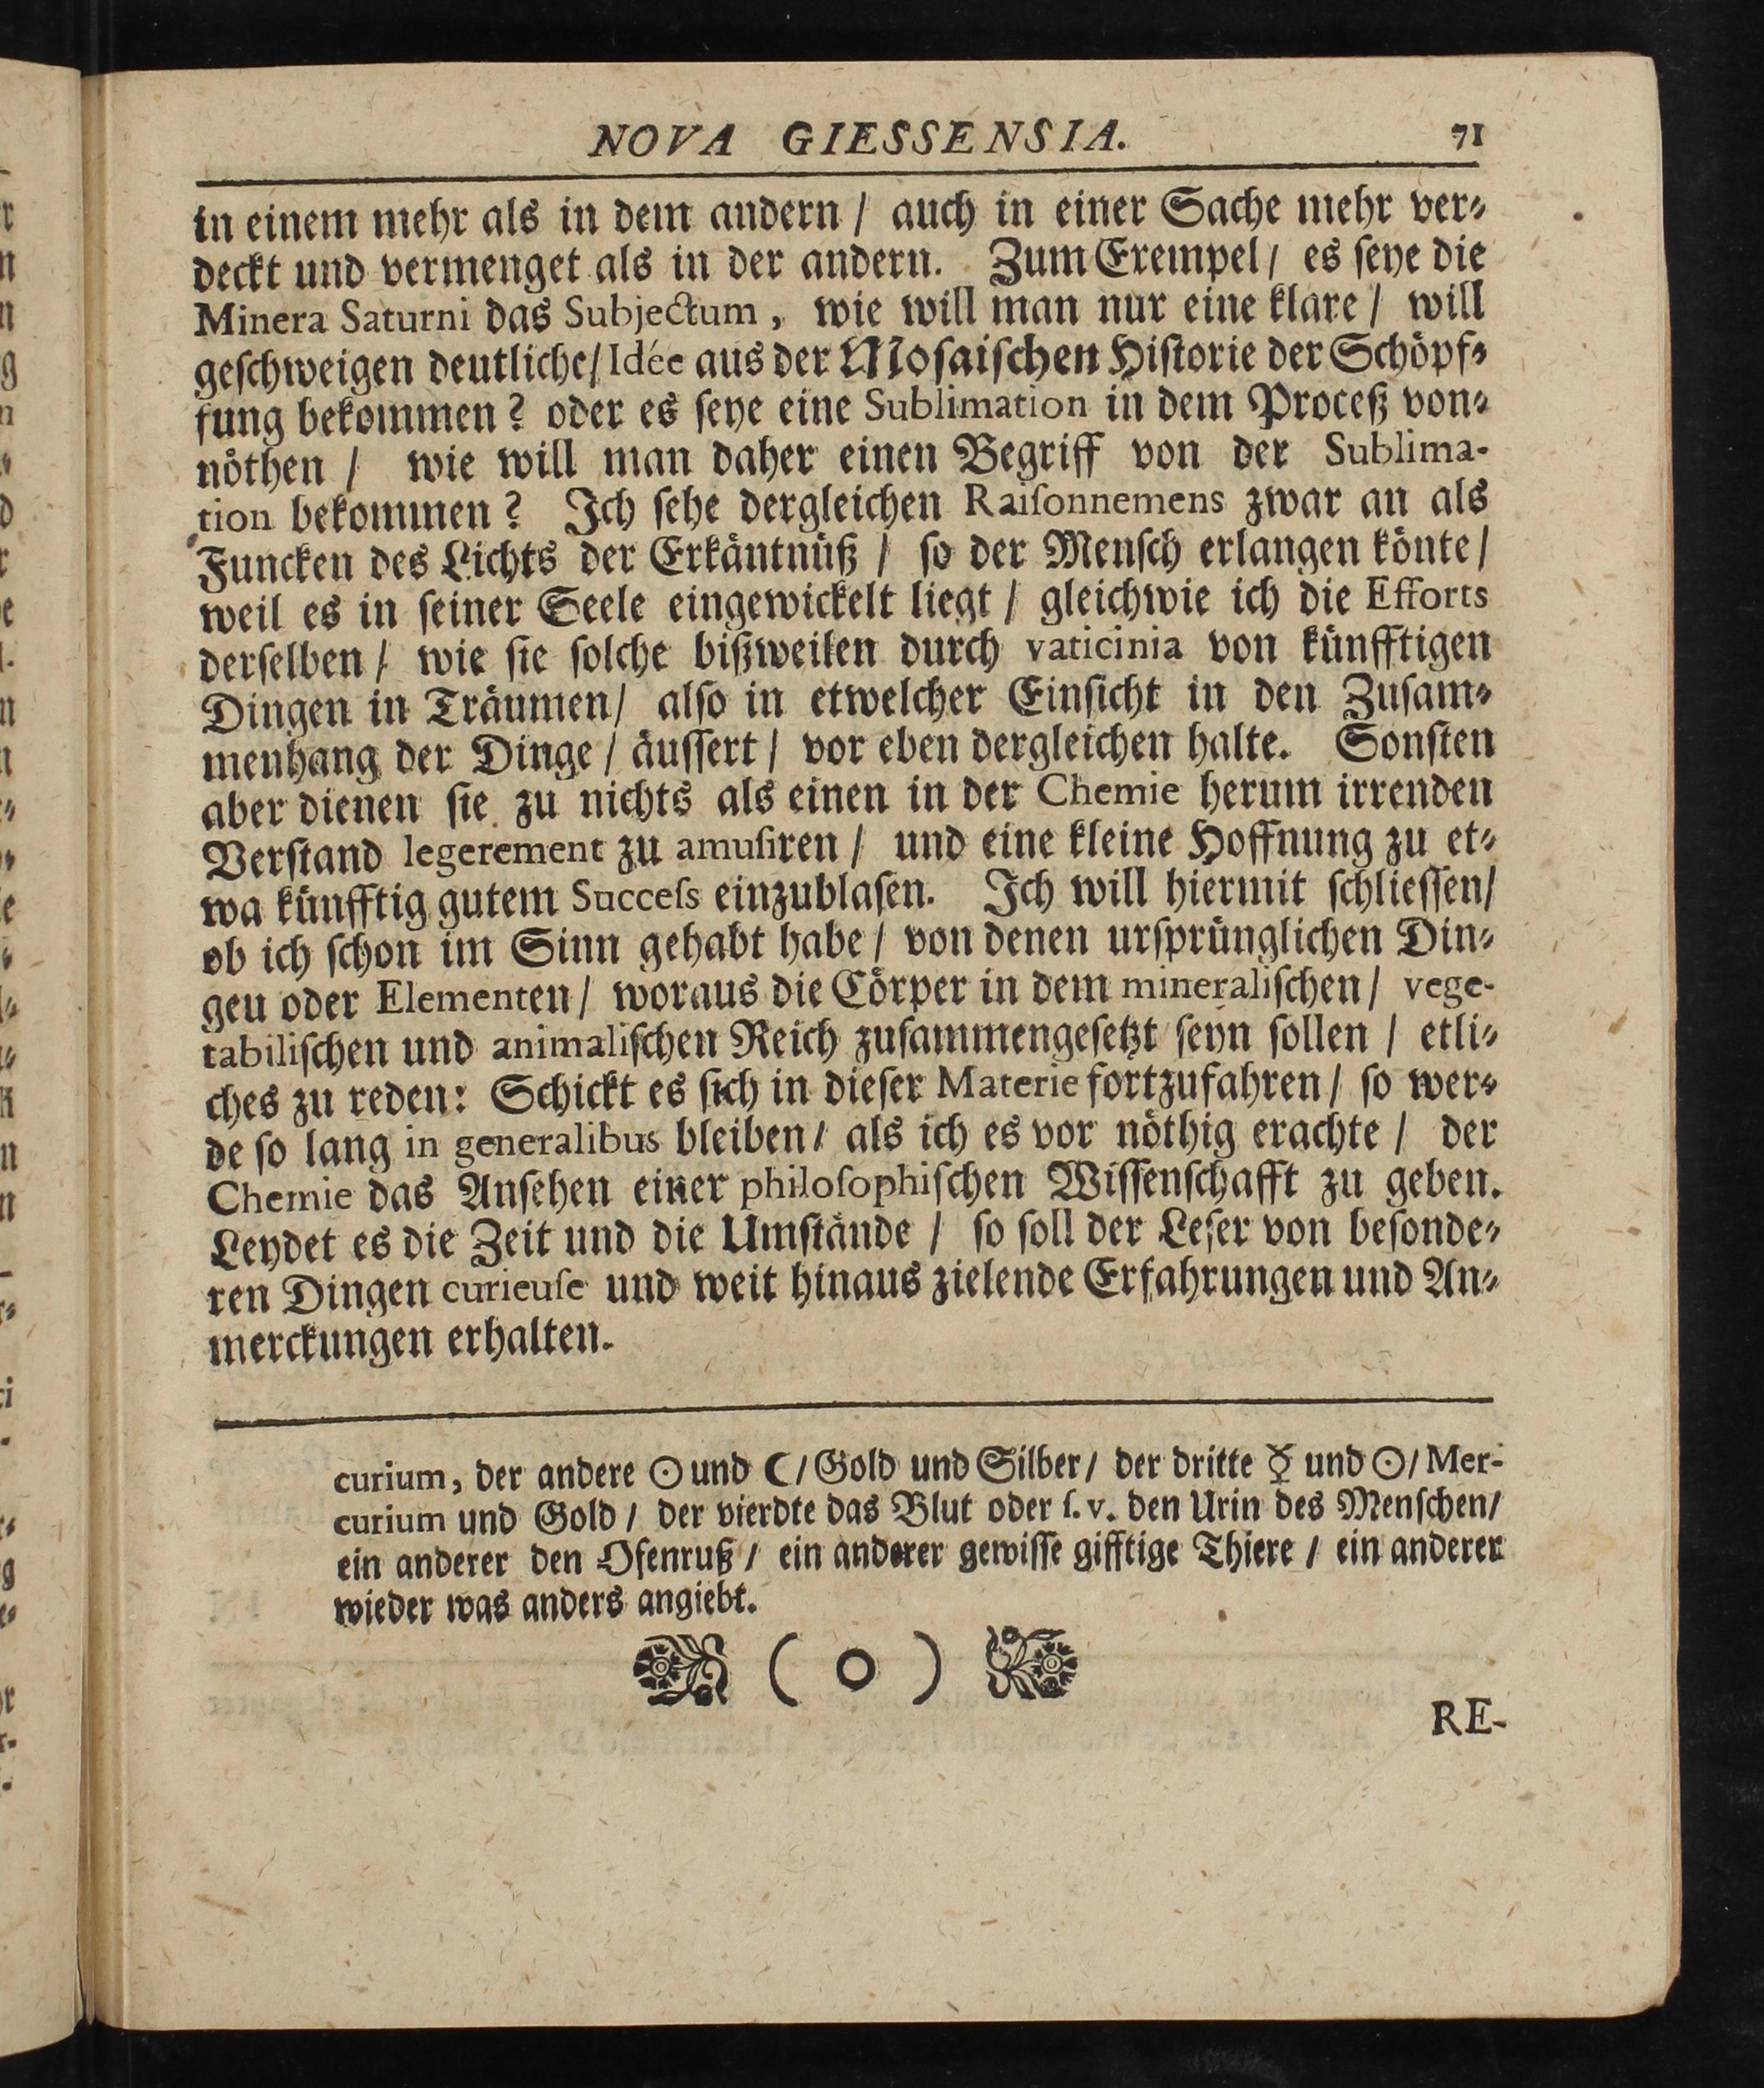 NOVA GIESSENSIA. 71
in einem mehr als in dem andern / auch in einer Sache mehr ver⸗
deckt und vermenget als in der andern. Zum Exempel / es ſeye die
Minera Saturni das Subjectum, wie will man nur eine klare / will
geſchweigen deutliche / Idée aus der Moſaiſchen Hiſtorie der Schöpf⸗
fung bekommen? oder es ſeye eine Sublimation in dem Proceß von⸗
nöthen / wie will man daher einen Begriff von der Sublima-
tion bekommen? Ich ſehe dergleichen Raiſonnemens zwar an als
Funcken des Lichts der Erkäntnüß / ſo der Menſch erlangen könte /
weil es in ſeiner Seele eingewickelt liegt / gleichwie ich die Efforts
derſelben / wie ſie ſolche bißweilen durch vaticinia von künfftigen
Dingen in Träumen / alſo in etwelcher Einſicht in den Zuſam⸗
menhang der Dinge / äuſſert / vor eben dergleichen halte. Sonſten
aber dienen ſie zu nichts als einen in der Chemie herum irrenden
Verſtand legerement zu amuſiren / und eine kleine Hoffnung zu et⸗
wa künfftig gutem Succeſs einzublaſen. Ich will hiermit ſchlieſſen /
ob ich ſchon im Sinn gehabt habe / von denen urſprünglichen Din⸗
gen oder Elementen / woraus die Cörper in dem mineraliſchen / vege-
tabiliſchen und animaliſchen Reich zuſammengeſetzt ſeyn ſollen / etli⸗
ches zu reden: Schickt es ſich in dieſer Materie fortzufahren / ſo wer⸗
de ſo lang in generalibus bleiben / als ich es vor nöthig erachte / der
Chemie das Anſehen einer philoſophiſchen Wiſſenſchafft zu geben.
Leydet es die Zeit und die Umſtände / ſo ſoll der Leſer von beſonde⸗
ren Dingen curieuſe und weit hinaus zielende Erfahrungen und An⸗
merckungen erhalten.
curium, der andere ☉ und ☾ / Gold und Silber / der dritte ☿ und ☉ / Mer-
curium und Gold / der vierdte das Blut oder ſ. v. den Urin des Menſchen /
ein anderer den Ofenruß / ein anderer gewiſſe gifftige Thiere / ein anderer
wieder was anders angiebt.
( o )
RE-